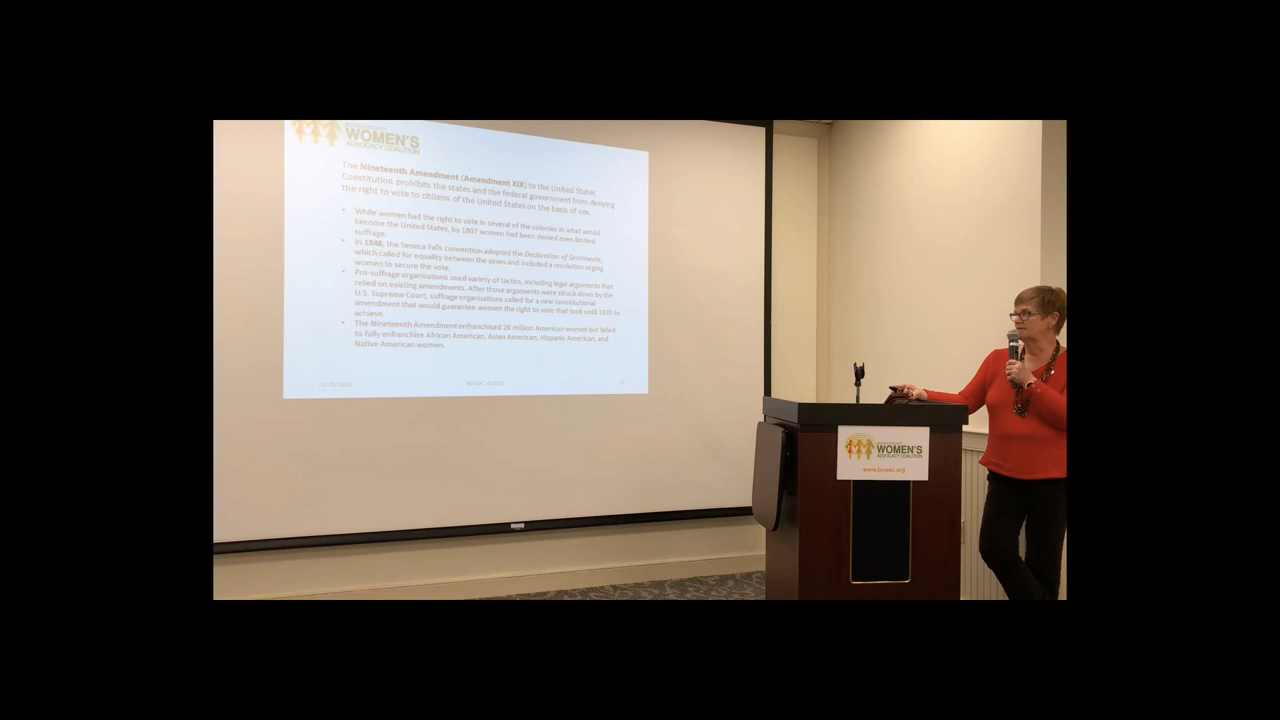 WOMEN'S
ADVOCACY COALITION
The Nineteenth Amendment (Amendment XIX) to the United States
Constitution prohibits the states and the federal government from denying
the right to vote to citizens of the United States on the basis of sex.
• While women had the right to vote in several of the colonies in what would
become the United States, by 1807 women had been denied even limited
suffrage.
• In 1848, the Seneca Falls convention adopted the Declaration of Sentiments,
which called for equality between the sexes and included a resolution urging
women to secure the vote.
• Pro-suffrage organizations used variety of tactics, including legal arguments that
relied on existing amendments. After those arguments were struck down by the
U.S. Supreme Court, suffrage organizations called for a new constitutional
amendment that would guarantee women the right to vote that took until 1920 to
achieve.
• The Nineteenth Amendment enfranchised 26 million American women but failed
to fully enfranchise African American, Asian American, Hispanic American, and
Native American women.
WOMEN'S
ADVOCACY COALITION
www.bcwac.org